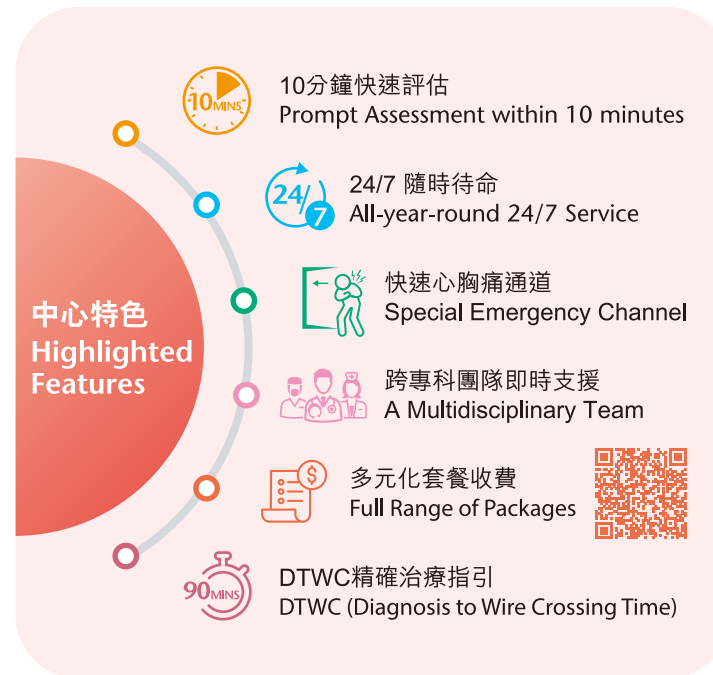 10分鐘快速評估
10 MINS
Prompt Assessment within 10 minutes
24/7 隨時待命
24/7
All-year-round 24/7 Service
快速心胸痛通道
Special Emergency Channel
中心特色
Highlighted
Features
跨專科團隊即時支援
A Multidisciplinary Team
$
多元化套餐收費
Full Range of Packages
DTWC精確治療指引
90 MINS
DTWC (Diagnosis to Wire Crossing Time)